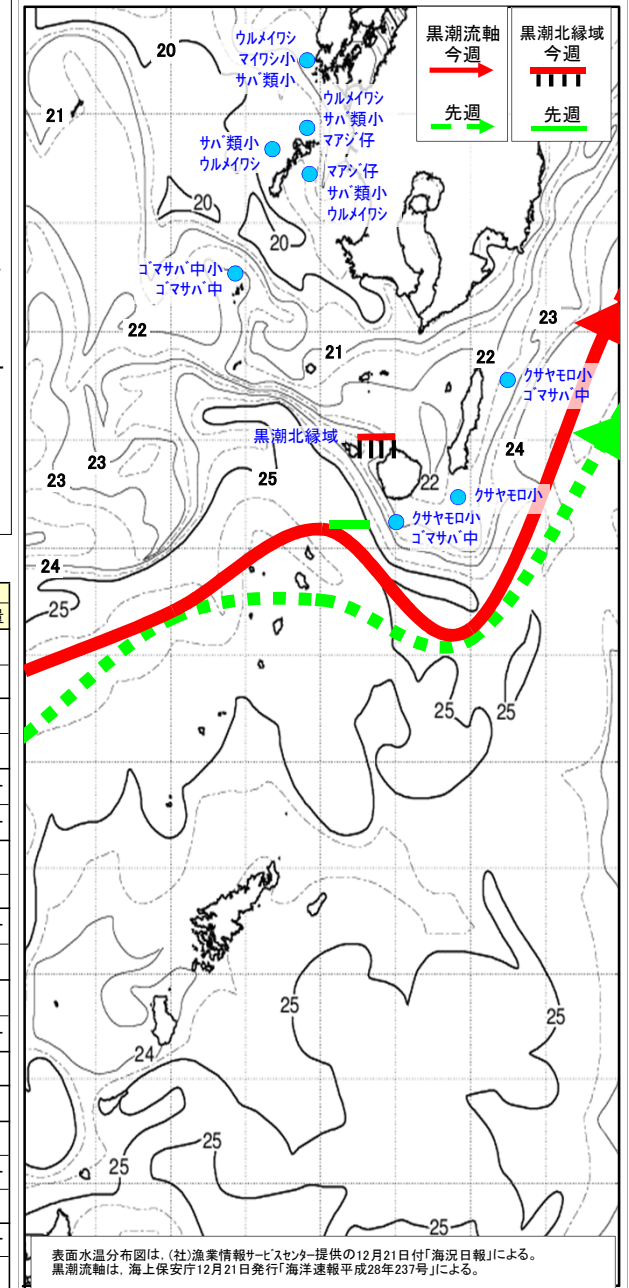 黒潮流軸
今週
先週
黒潮北縁域
今週
先週
20
ウルメイワシ
マイワシ小
サバ類小
21
ウルメイワシ
サバ類小
マアジ仔
サバ類小
ウルメイワシ
マアジ仔
サバ類小
ウルメイワシ
20
20
ゴマサバ中小
ゴマサバ中
22
21
23
22
クサヤモロ小
ゴマサバ中
黒潮北縁域
24
23
23
25
22
クサヤモロ小
クサヤモロ小
ゴマサバ中
24
25
量
25
25
25
25
24
25
25
25
表面水温分布図は, (社)漁業情報サービスセンター提供の12月21日付「海況日報」による。
黒潮流軸は, 海上保安庁12月21日発行「海洋速報平成28年237号」による。